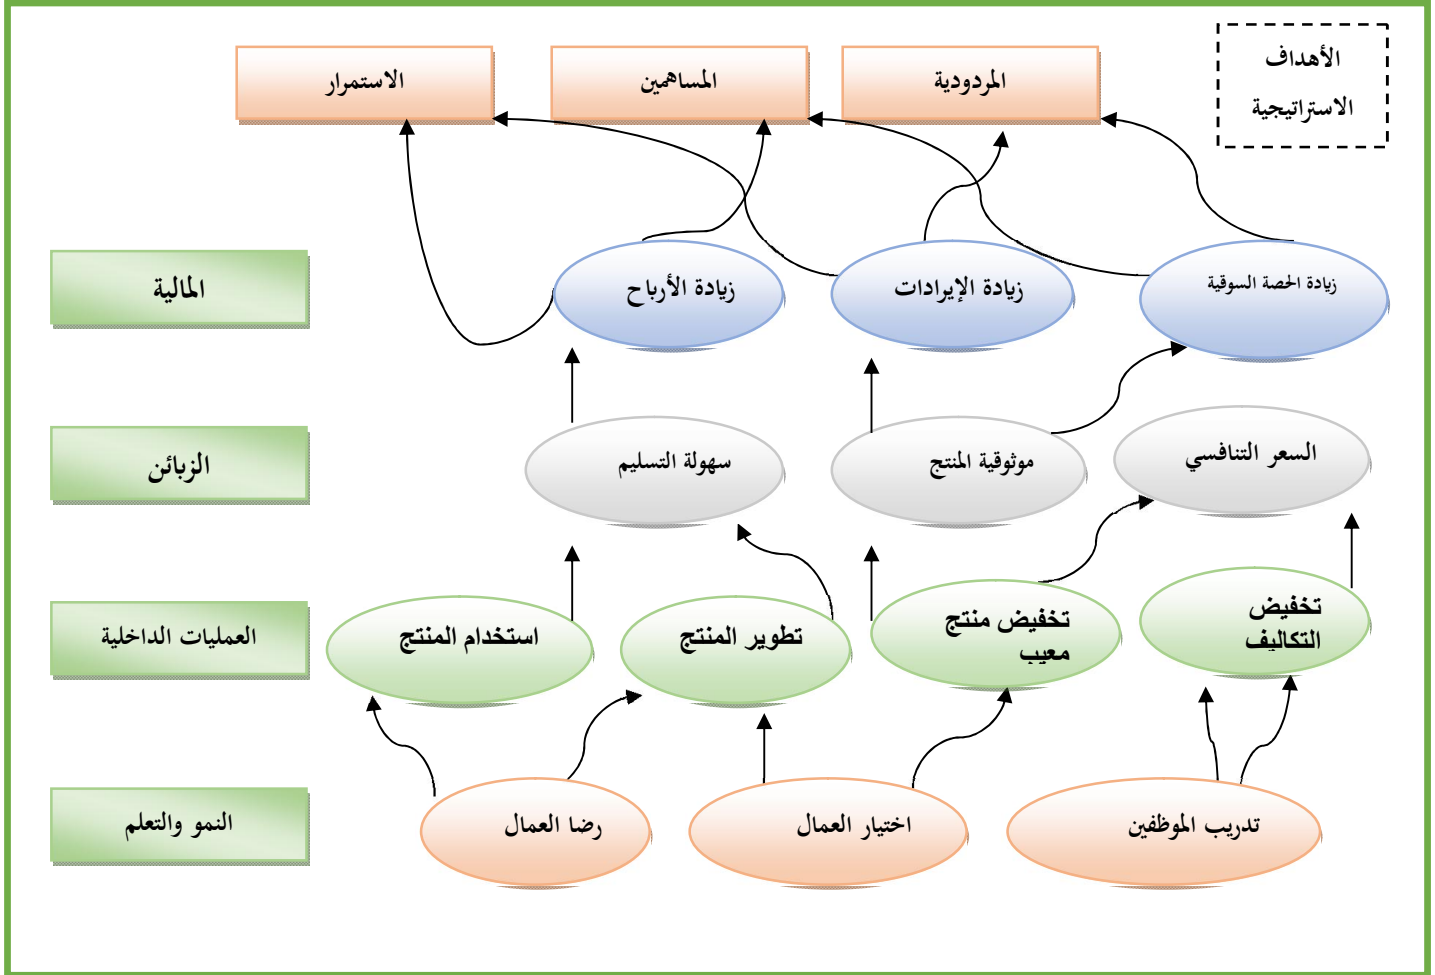 الأهداف
الاستراتيجية
المردودية
المساهمين
الاستمرار
المالية
زيادة الحصة السوقية
زيادة الإيرادات
زيادة الأرباح
الزبائن
السعر التنافسي
موثوقية المنتج
سهولة التسليم
العمليات الداخلية
تخفيض
التكاليف
تخفيض منتج
معيب
تطوير المنتج
استخدام المنتج
النمو والتعلم
تدريب الموظفين
اختيار العمال
رضا العمال